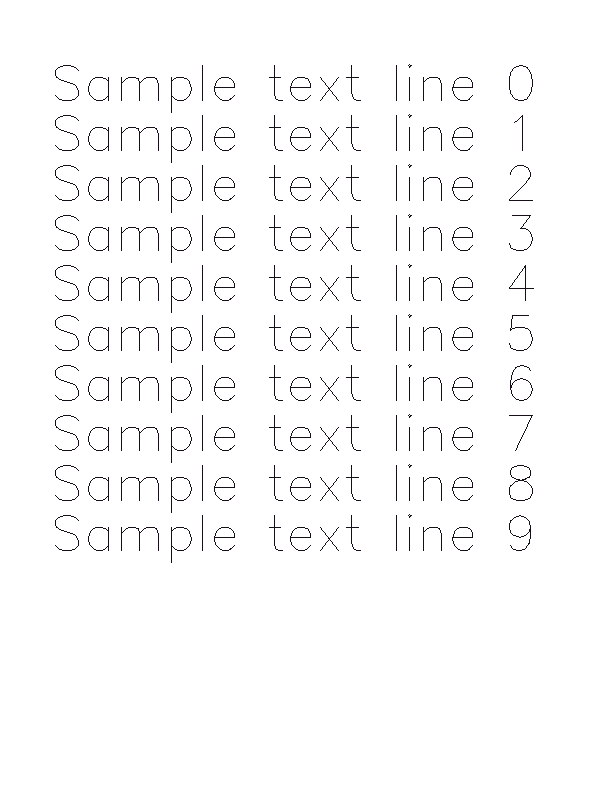 Sample text line 0
Sample text line 1
Sample text line 2
Sample text line 3
Sample text line 4
Sample text line 5
Sample text line 6
Sample text line 7
Sample text line 8
Sample text line 9